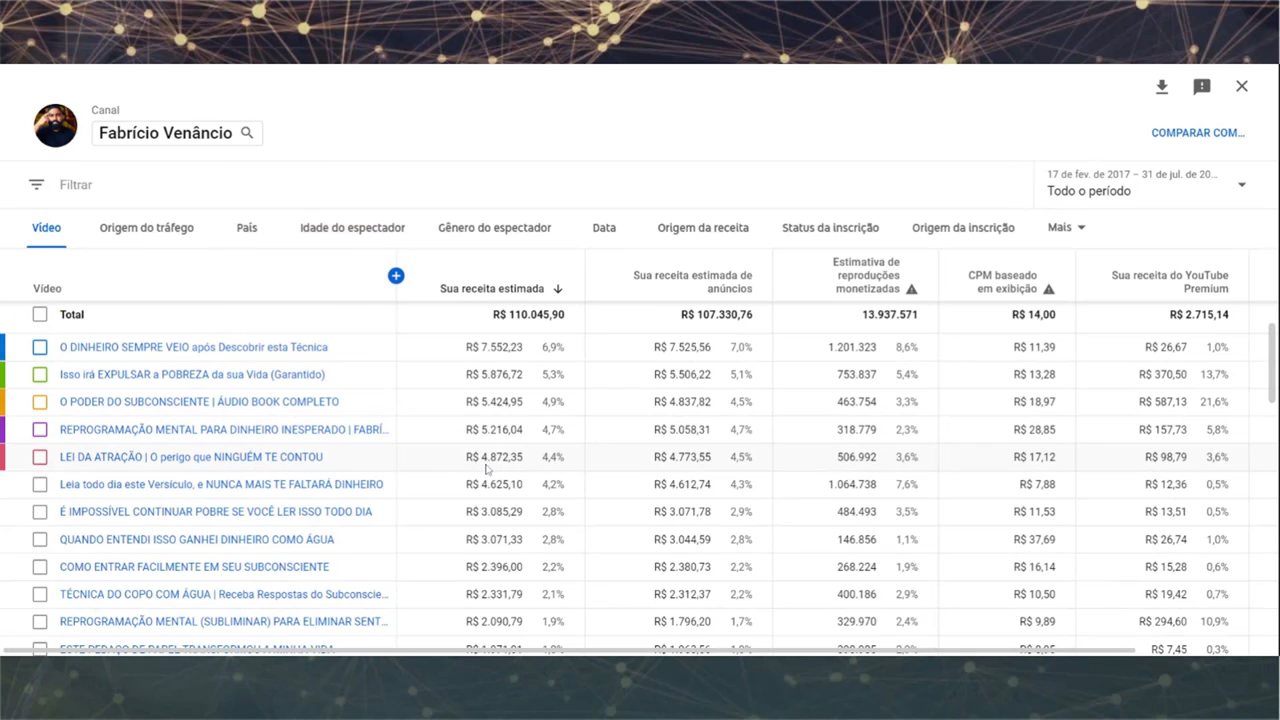 Canal
Fabrício Venâncio
COMPARAR COM...
Filtrar
17 de fev. de 2017 – 31 de jul. de 20...
Todo o período
Vídeo Origem do tráfego País Idade do espectador Gênero do espectador Data Origem da receita Status da inscrição Origem da inscrição Mais
Vídeo
Sua receita estimada
Sua receita estimada de
anúncios
Estimativa de
reproduções
monetizadas
CPM baseado
em exibição
Sua receita do YouTube
Premium
Total R$ 110.045,90 R$ 107.330,76 13.937.571 R$ 14,00 R$ 2.715,14
O DINHEIRO SEMPRE VEIO após Descobrir esta Técnica R$ 7.552,23 6,9% R$ 7.525,56 7,0% 1.201.323 8,6% R$ 11,39 R$ 26,67 1,0%
Isso irá EXPULSAR a POBREZA da sua Vida (Garantido) R$ 5.876,72 5,3% R$ 5.506,22 5,1% 753.837 5,4% R$ 13,28 R$ 370,50 13,7%
O PODER DO SUBCONSCIENTE | ÁUDIO BOOK COMPLETO R$ 5.424,95 4,9% R$ 4.837,82 4,5% 463.754 3,3% R$ 18,97 R$ 587,13 21,6%
REPROGRAMAÇÃO MENTAL PARA DINHEIRO INESPERADO | FABRÍ... R$ 5.216,04 4,7% R$ 5.058,31 4,7% 318.779 2,3% R$ 28,85 R$ 157,73 5,8%
LEI DA ATRAÇÃO | O perigo que NINGUÉM TE CONTOU R$ 4.872,35 4,4% R$ 4.773,55 4,5% 506.992 3,6% R$ 17,12 R$ 98,79 3,6%
Leia todo dia este Versículo, e NUNCA MAIS TE FALTARÁ DINHEIRO R$ 4.625,10 4,2% R$ 4.612,74 4,3% 1.064.738 7,6% R$ 7,88 R$ 12,36 0,5%
É IMPOSSÍVEL CONTINUAR POBRE SE VOCÊ LER ISSO TODO DIA R$ 3.085,29 2,8% R$ 3.071,78 2,9% 484.493 3,5% R$ 11,53 R$ 13,51 0,5%
QUANDO ENTENDI ISSO GANHEI DINHEIRO COMO ÁGUA R$ 3.071,33 2,8% R$ 3.044,59 2,8% 146.856 1,1% R$ 37,69 R$ 26,74 1,0%
COMO ENTRAR FACILMENTE EM SEU SUBCONSCIENTE R$ 2.396,00 2,2% R$ 2.380,73 2,2% 268.224 1,9% R$ 16,14 R$ 15,28 0,6%
TÉCNICA DO COPO COM ÁGUA | Receba Respostas do Subconscie... R$ 2.331,79 2,1% R$ 2.312,37 2,2% 400.186 2,9% R$ 10,50 R$ 19,42 0,7%
REPROGRAMAÇÃO MENTAL (SUBLIMINAR) PARA ELIMINAR SENT... R$ 2.090,79 1,9% R$ 1.796,20 1,7% 329.970 2,4% R$ 9,89 R$ 294,60 10,9%
ESTE PEDAÇO DE PAPEL TRANSFORMOU A MINHA VIDA R$ 7,45 0,3%